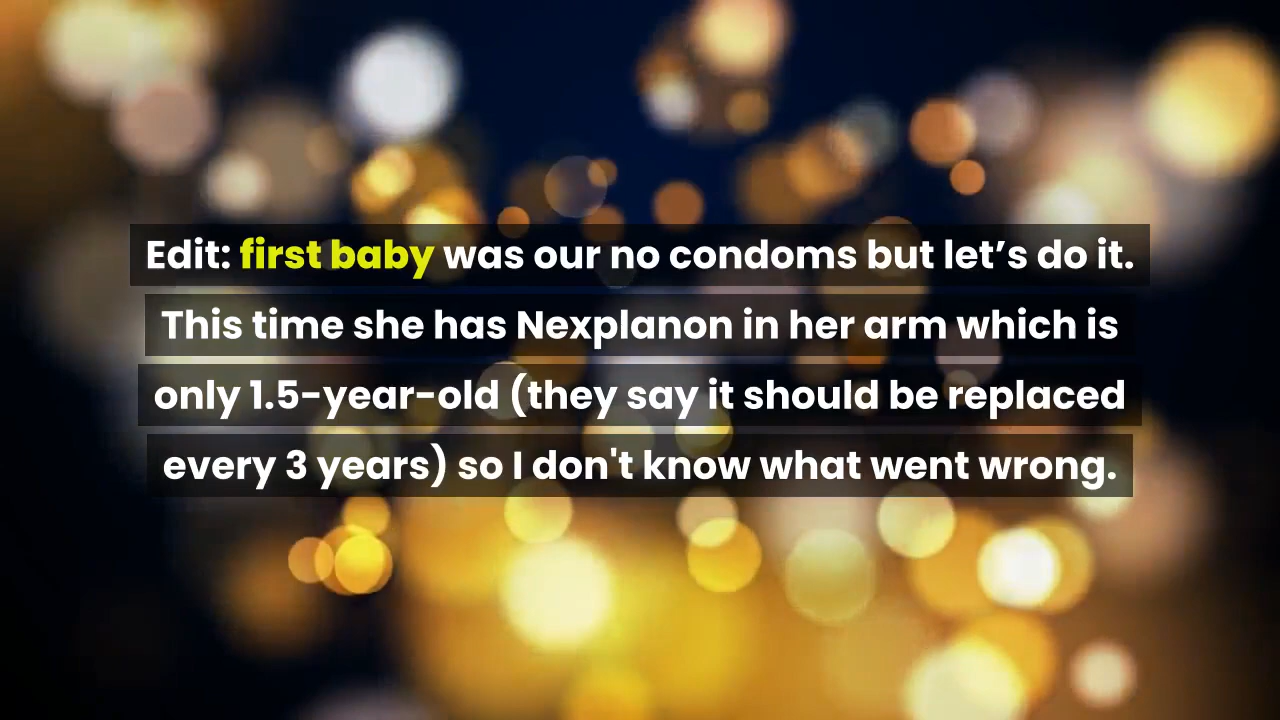 Edit: first baby was our no condoms but let’s do it.
This time she has Nexplanon in her arm which is
only 1.5-year-old (they say it should be replaced
every 3 years) so I don't know what went wrong.